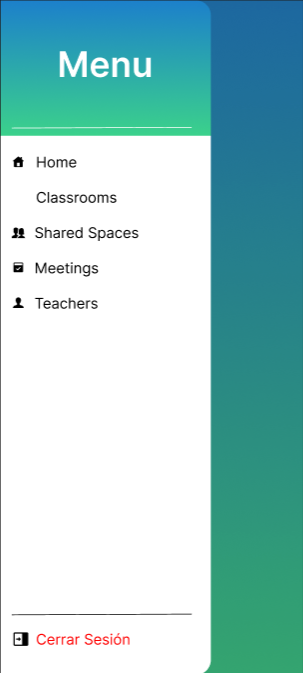 Menu
Home
Classrooms
Shared Spaces
Meetings
Teachers
Cerrar Sesión